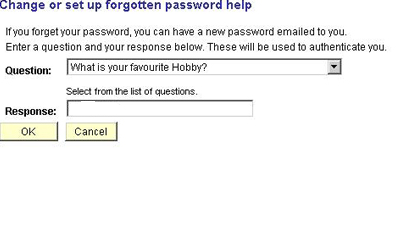 Change or set up forgotten password help
If you forget your password, you can have a new password emailed to you.
Enter a question and your response below. These will be used to authenticate you.
Question: What is your favourite Hobby?
Select from the list of questions.
Response:
OK Cancel